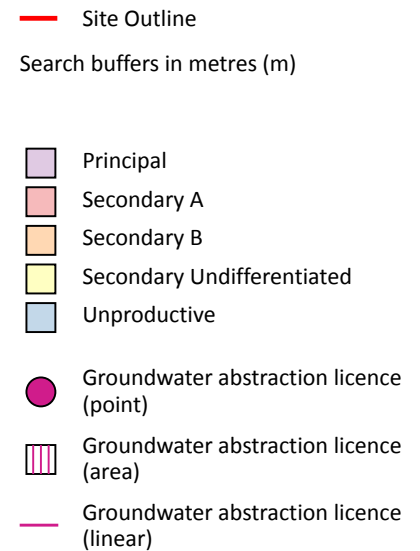 Site Outline
Search buffers in metres (m)
Principal
Secondary A
Secondary B
Secondary Undifferentiated
Unproductive
Groundwater abstraction licence
(point)
Groundwater abstraction licence
(area)
Groundwater abstraction licence
(linear)